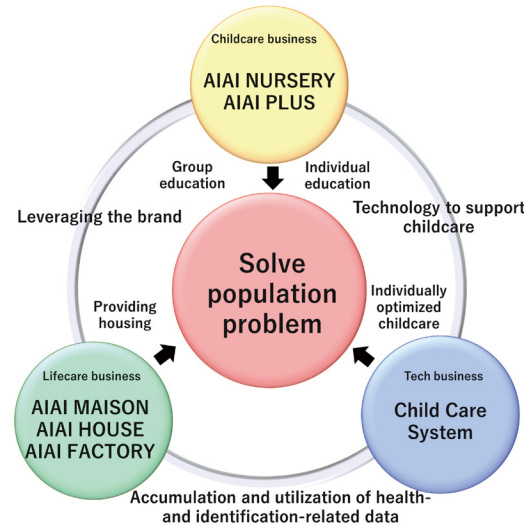 Childcare business
AIAI NURSERY
AIAI PLUS
Group
education
Individual
education
Leveraging the brand
Technology to support
childcare
Solve
population
problem
Providing
housing
Individually
optimized
childcare
Lifecare business
AIAI MAISON
AIAI HOUSE
AIAI FACTORY
Tech business
Child Care
System
Accumulation and utilization of health-
and identification-related data